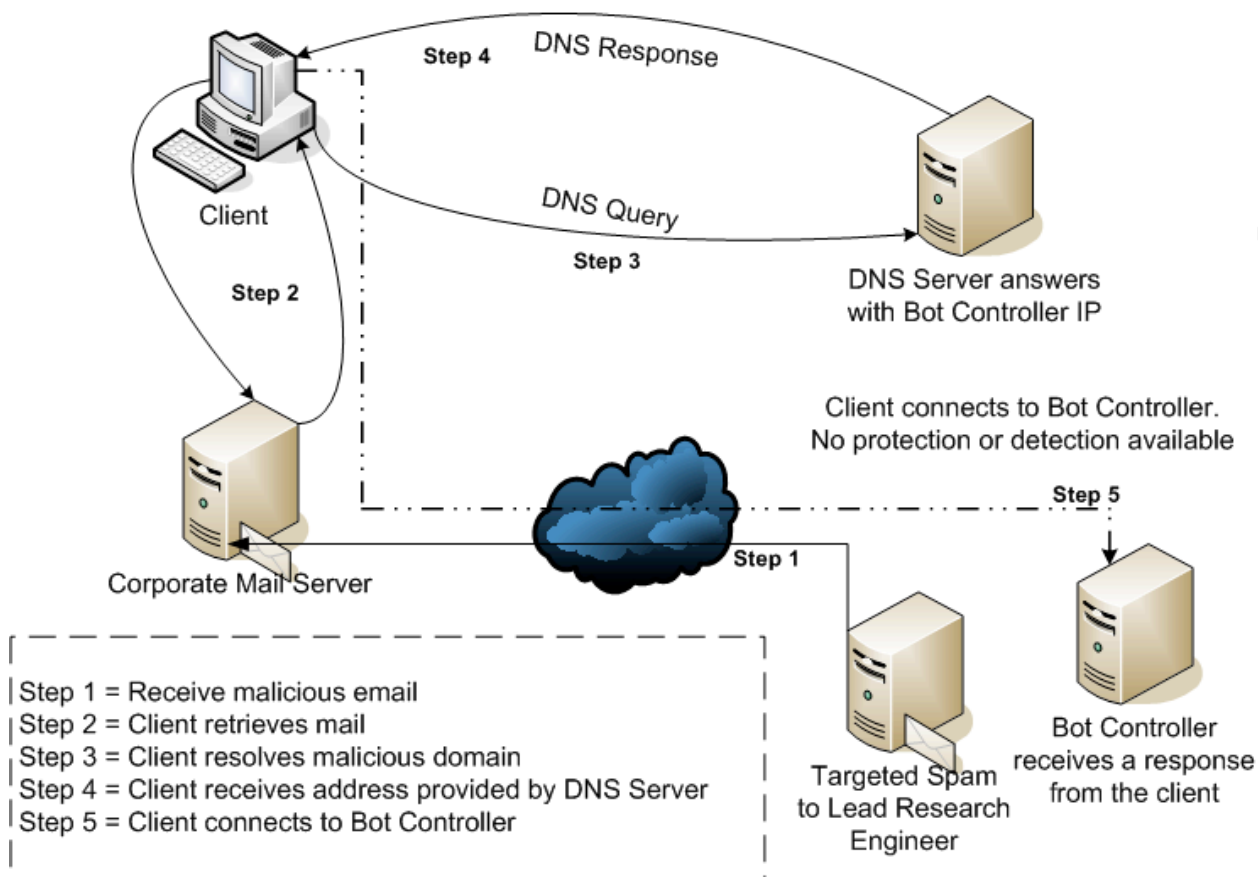 DNS Response
Step 4
Client
DNS Query
Step 3
Step 2
DNS Server answers
with Bot Controller IP
Client connects to Bot Controller.
No protection or detection available
Step 5
Step 1
Corporate Mail Server
Step 1 = Receive malicious email
Step 2 = Client retrieves mail
Step 3 = Client resolves malicious domain
Step 4 = Client receives address provided by DNS Server
Step 5 = Client connects to Bot Controller
Targeted Spam
to Lead Research
Engineer
Bot Controller
receives a response
from the client